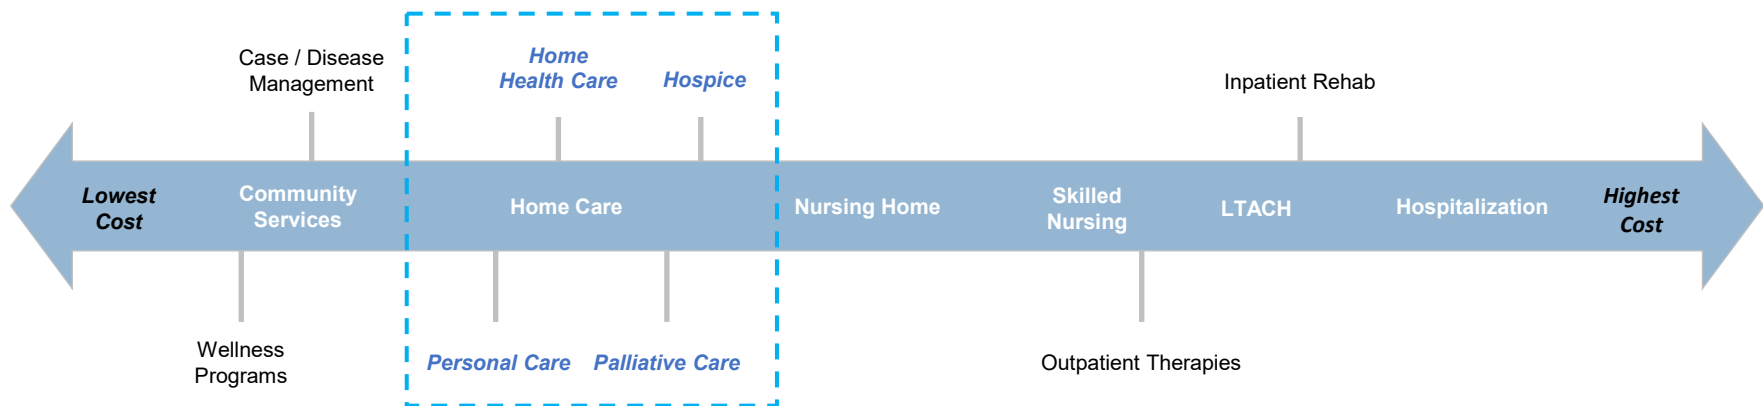 Case / Disease
Management
Home
Health Care
Hospice
Inpatient Rehab
Lowest
Cost
Community
Services
Home Care
Nursing Home
Skilled
Nursing
LTACH
Hospitalization
Highest
Cost
Wellness
Programs
Personal Care
Palliative Care
Outpatient Therapies